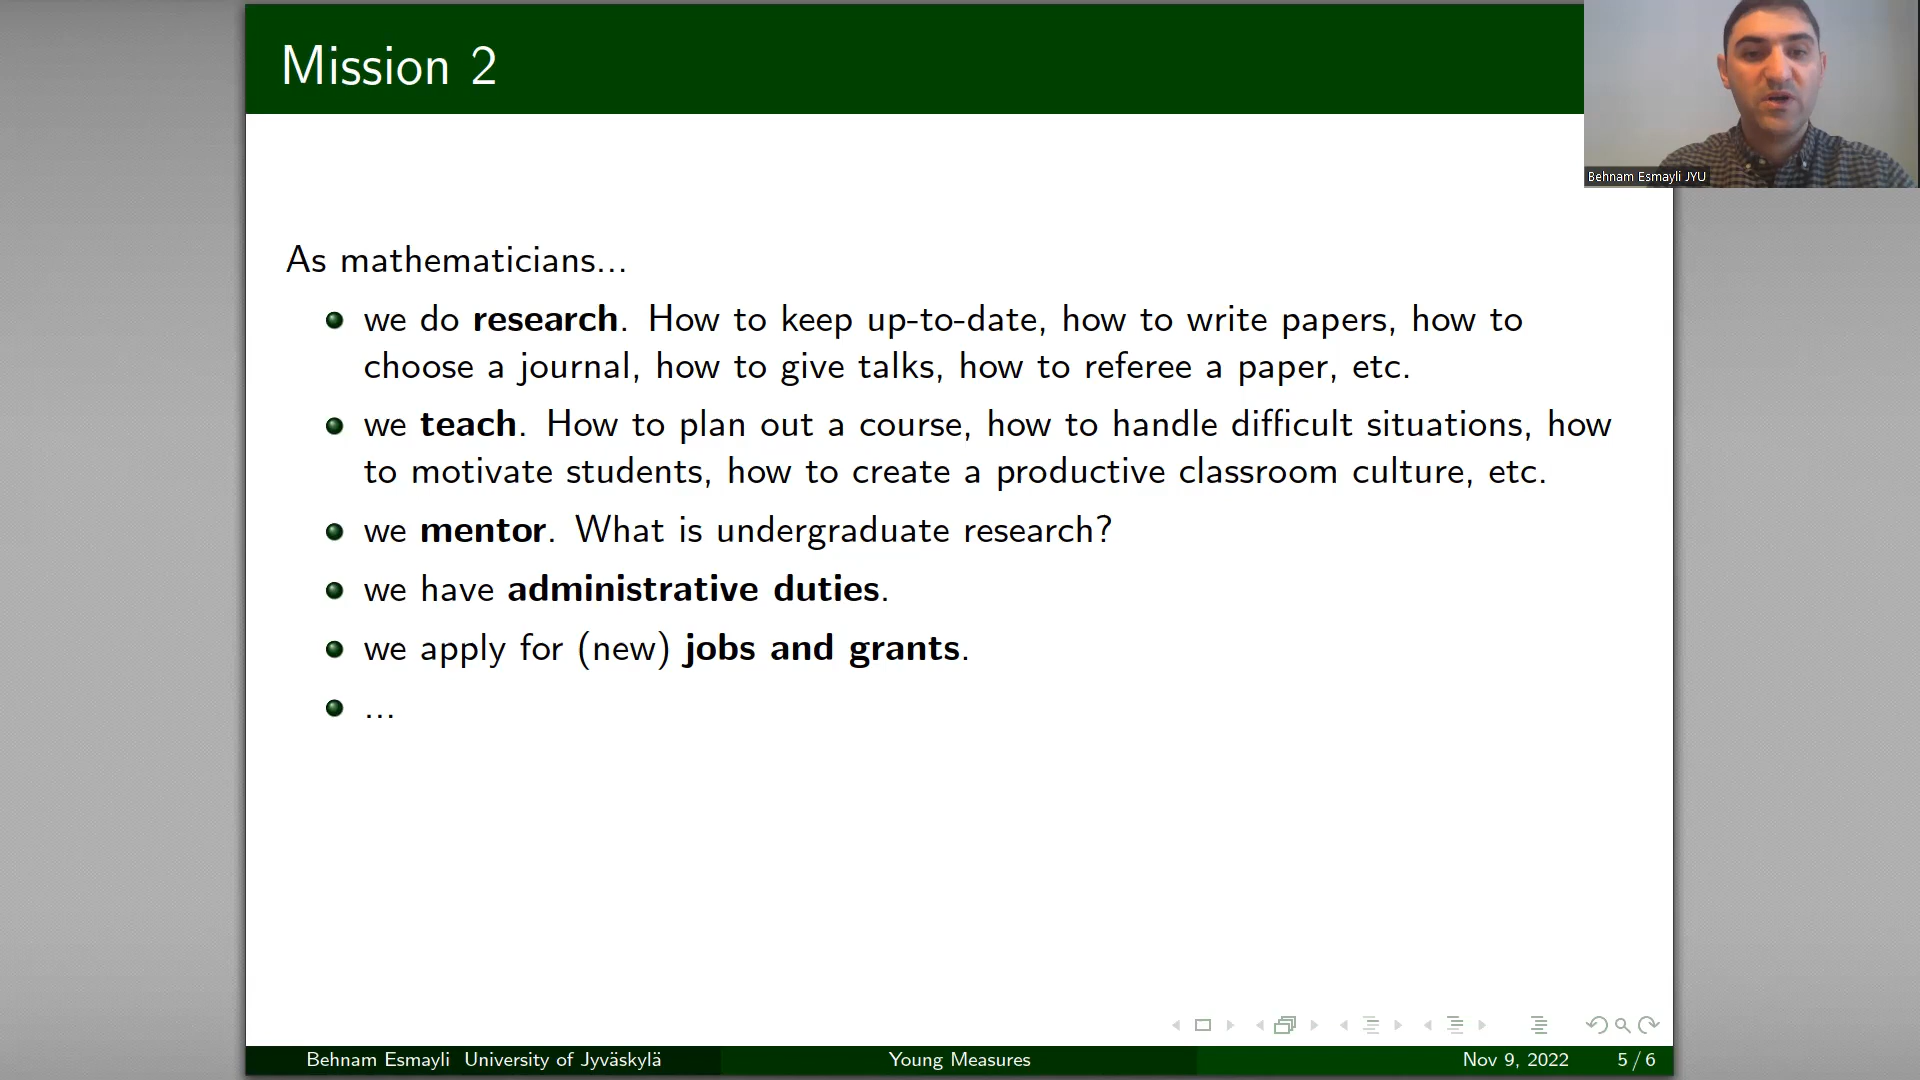 Mission 2
Behnam Esmayli JYU
As mathematicians...
we do research. How to keep up-to-date, how to write papers, how to
choose a journal, how to give talks, how to referee a paper, etc.
we teach. How to plan out a course, how to handle difficult situations, how
to motivate students, how to create a productive classroom culture, etc.
we mentor. What is undergraduate research?
we have administrative duties.
we apply for (new) jobs and grants.
...
Behnam Esmayli University of Jyväskylä Young Measures Nov 9, 2022 5 / 6